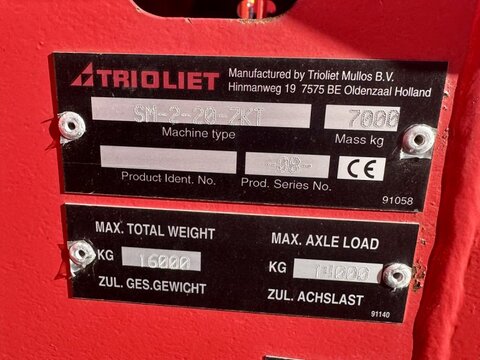 TRIOLIET
Manufactured by Trioliet Mullos B.V.
Hinmanweg 19 7575 BE Oldenzaal Holland
SM-2-20-ZKT 7000
Machine type Mass kg
-08- CE
Product Ident. No. Prod. Series No.
91058
MAX. TOTAL WEIGHT MAX. AXLE LOAD
KG 16000 KG 14000
ZUL. GES.GEWICHT ZUL. ACHSLAST
91140